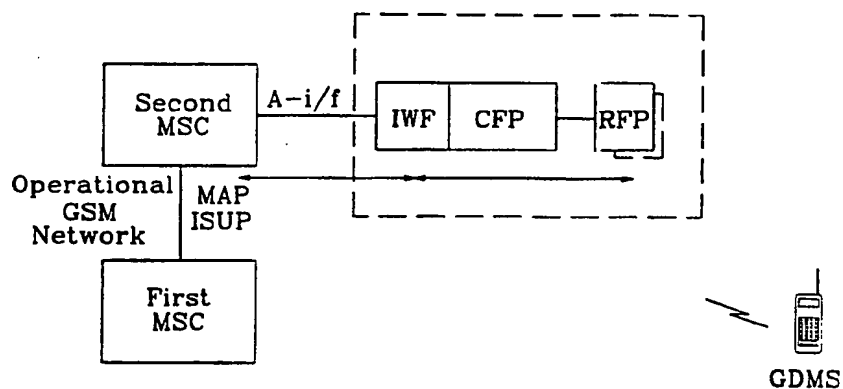 Second
MSC
A-i/f
IWF
CFP
RFP
Operational
GSM
Network
MAP
ISUP
First
MSC
GDMS